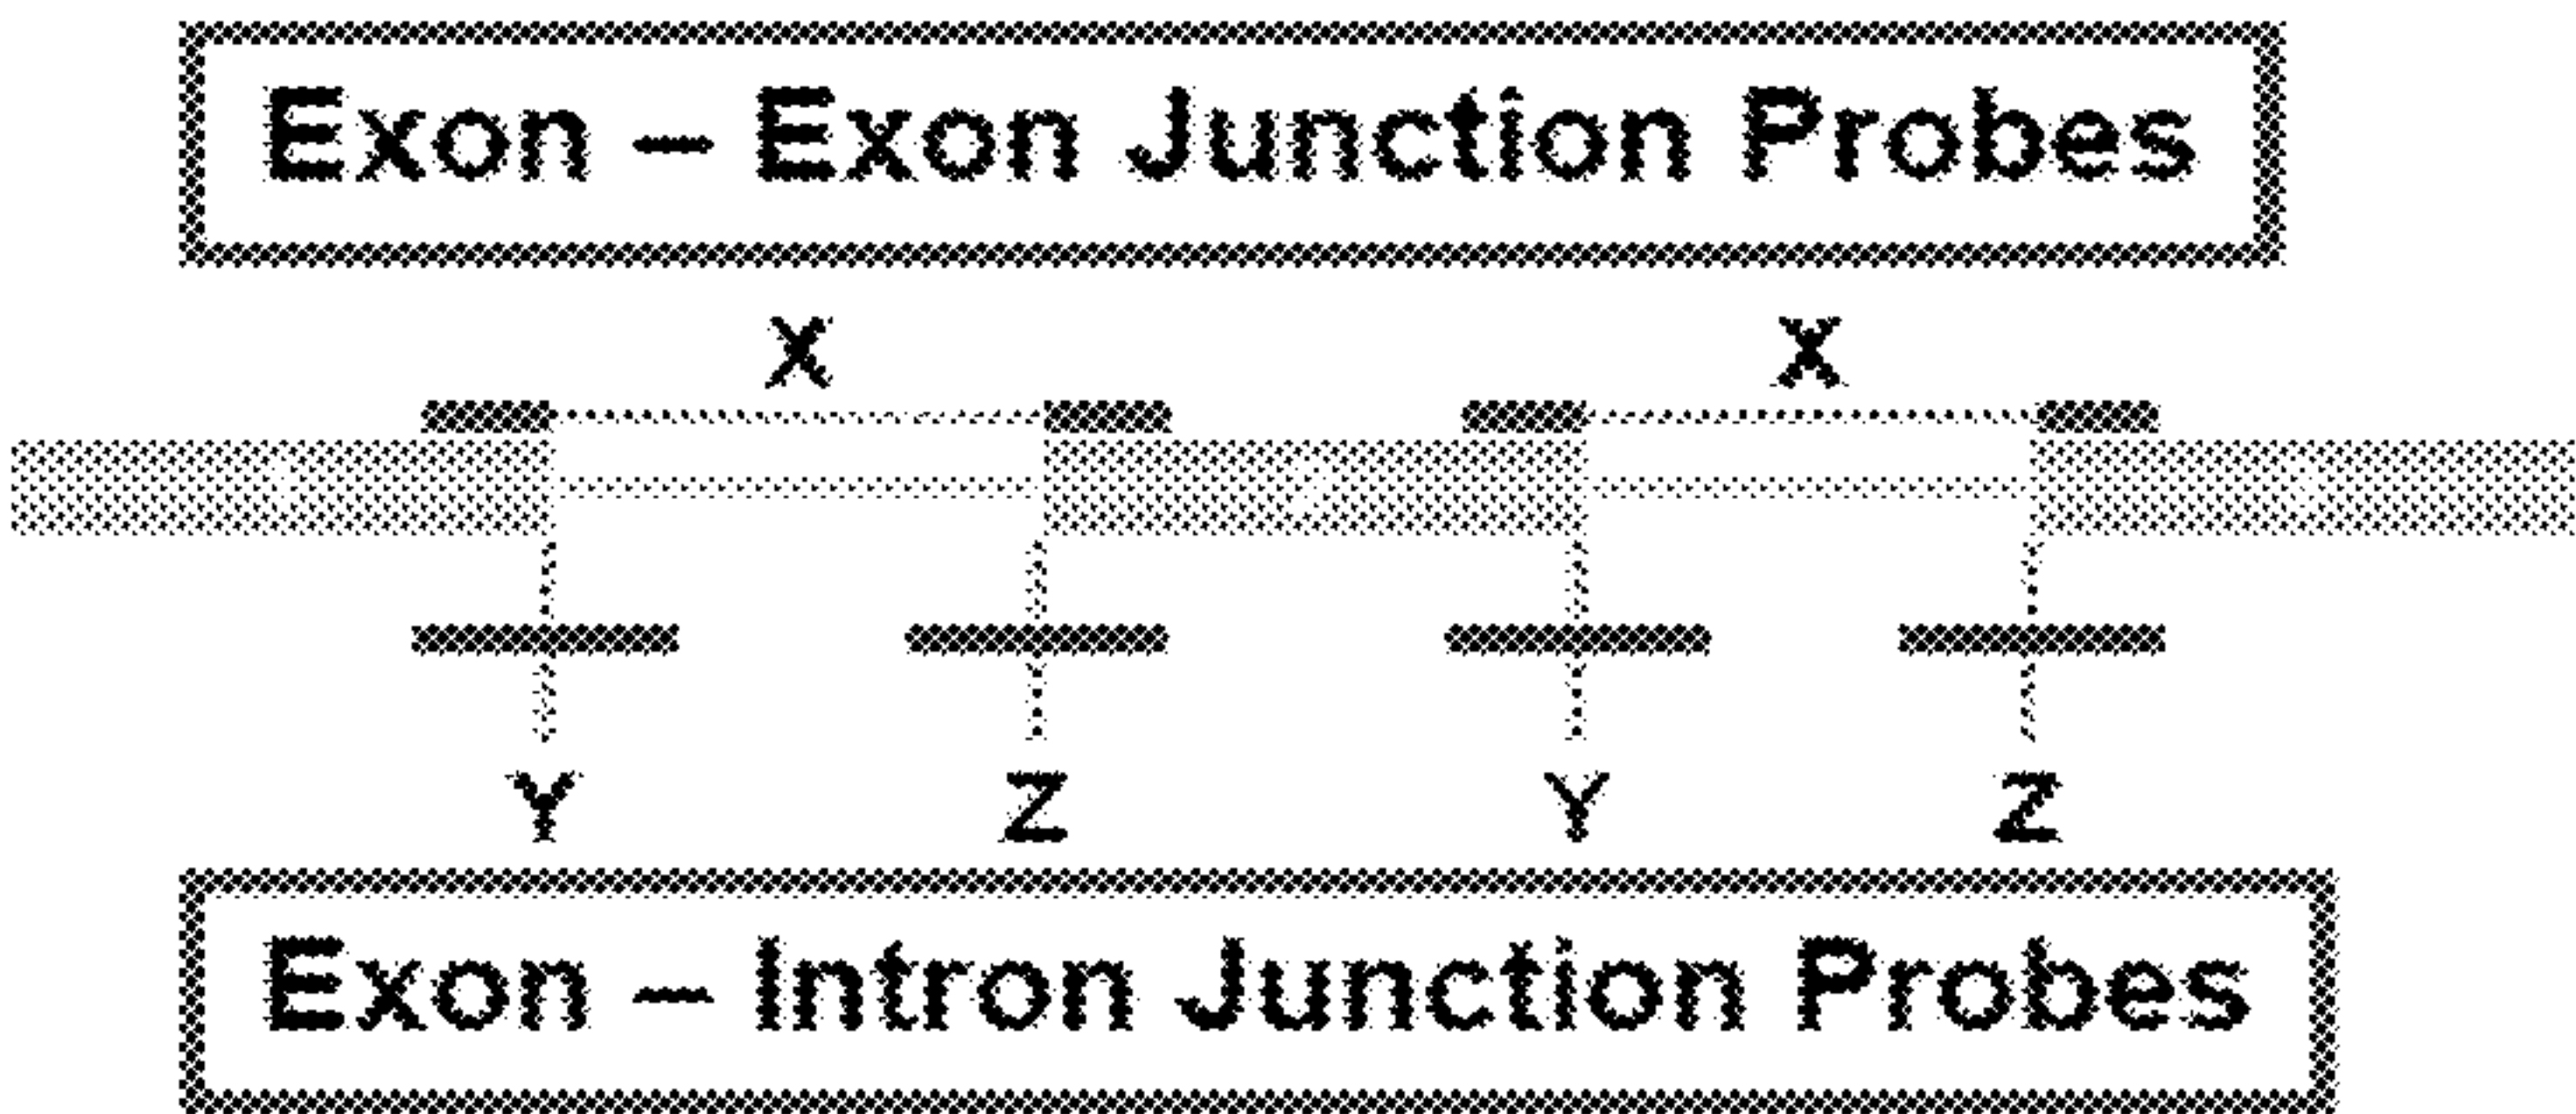 Exon – Exon Junction Probes
X X
Y Z Y Z
Exon – Intron Junction Probes